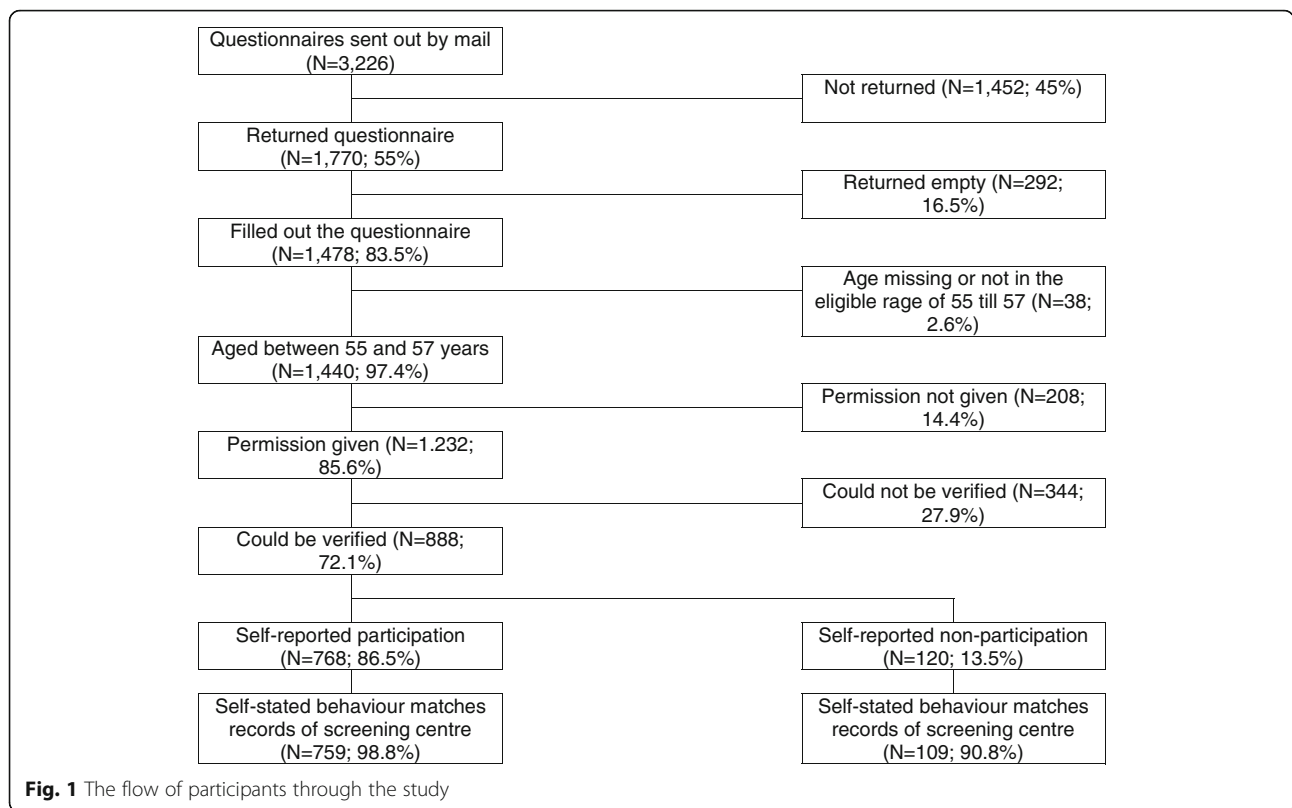 Questionnaires sent out by mail
(N=3,226)
Not returned (N=1,452; 45%)
Returned questionnaire
(N=1,770; 55%)
Returned empty (N=292;
16.5%)
Filled out the questionnaire
(N=1,478; 83.5%)
Age missing or not in the
eligible rage of 55 till 57 (N=38;
2.6%)
Aged between 55 and 57 years
(N=1,440; 97.4%)
Permission not given (N=208;
14.4%)
Permission given (N=1.232;
85.6%)
Could not be verified (N=344;
27.9%)
Could be verified (N=888;
72.1%)
Self-reported participation
(N=768; 86.5%)
Self-reported non-participation
(N=120; 13.5%)
Self-stated behaviour matches
records of screening centre
(N=759; 98.8%)
Self-stated behaviour matches
records of screening centre
(N=109; 90.8%)
Fig. 1 The flow of participants through the study